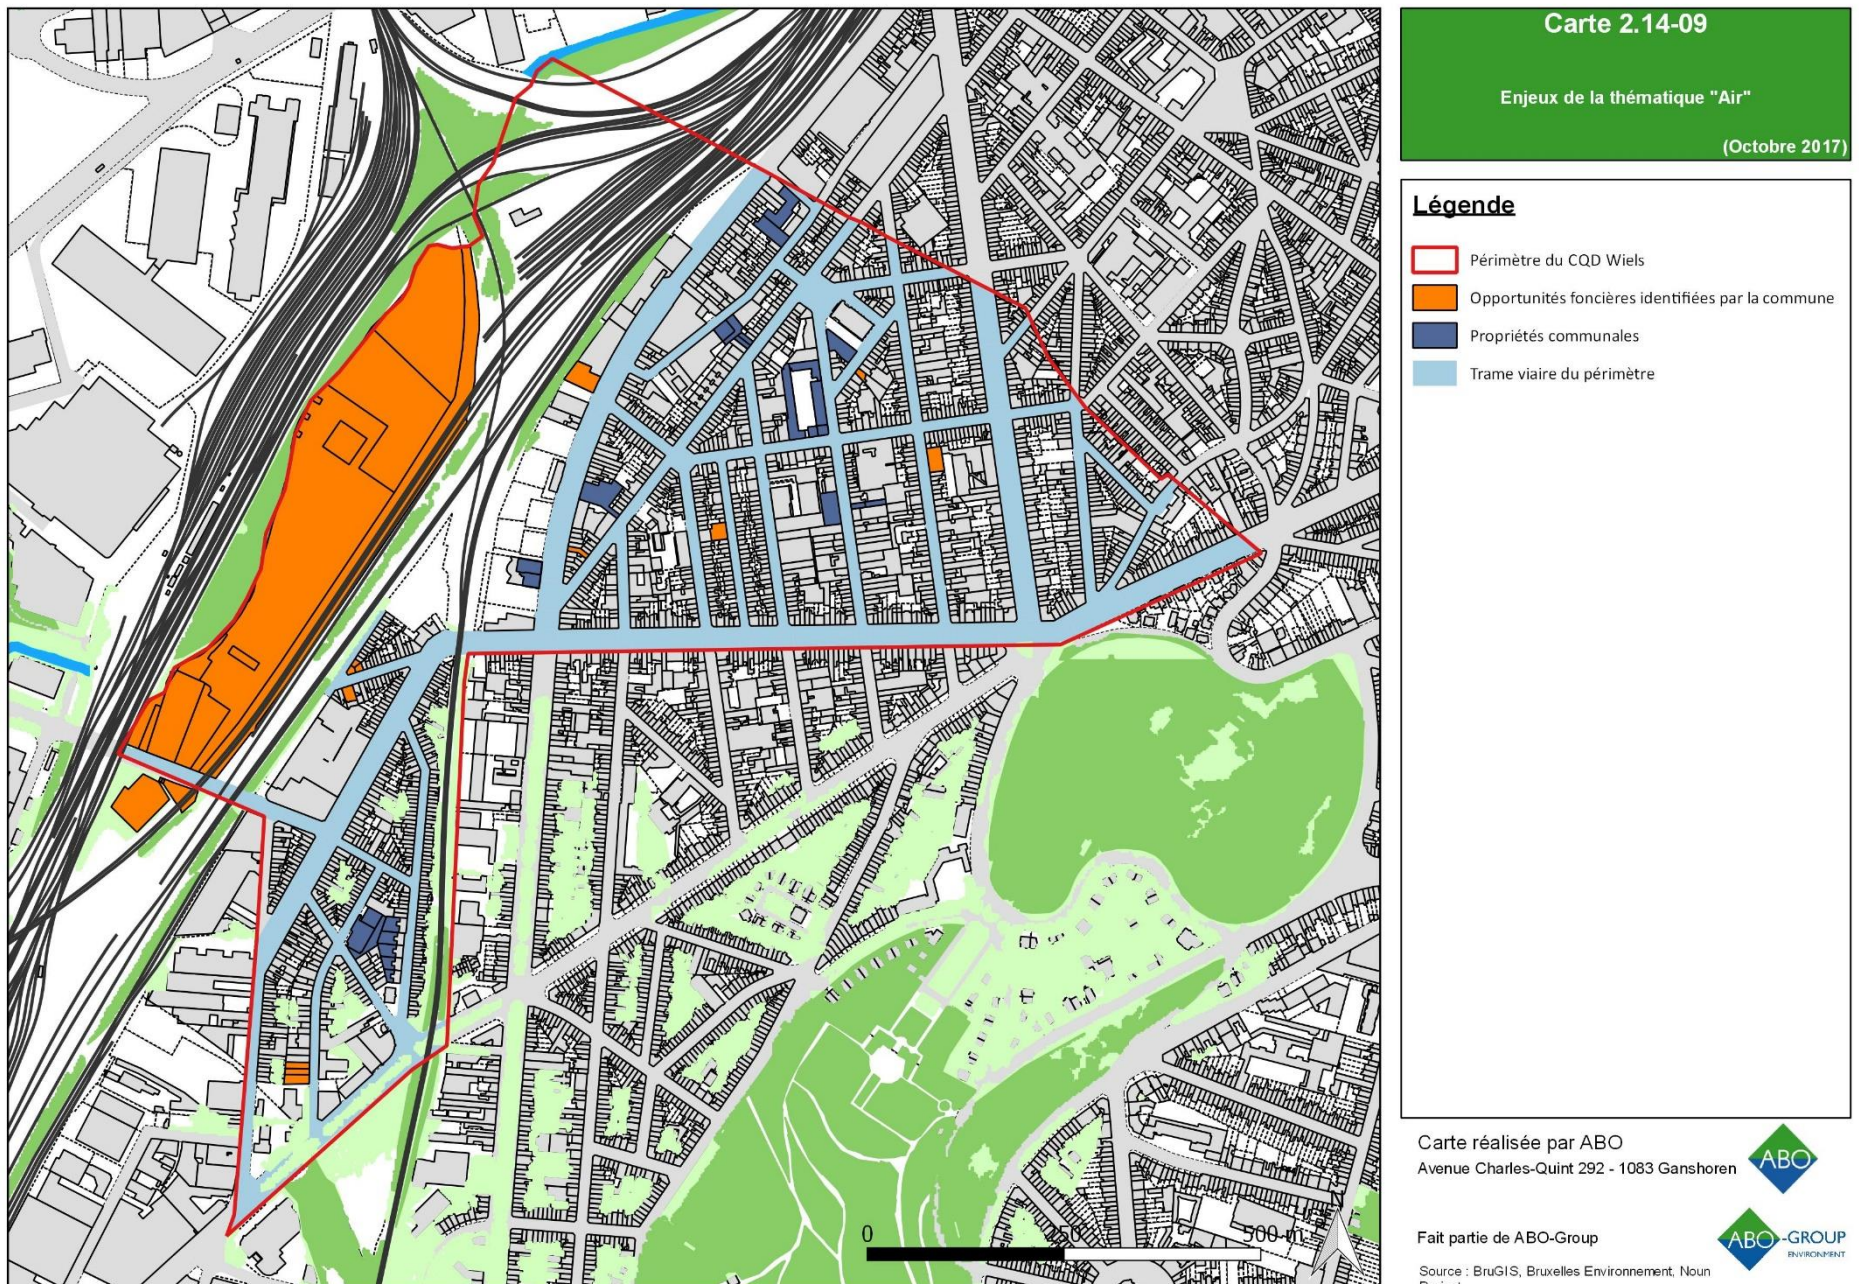 Carte 2.14-09
Enjeux de la thématique "Air"
(Octobre 2017)
Légende
Périmètre du CQD Wiels
Opportunités foncières identifiées par la commune
Propriétés communales
Trame viaire du périmètre
0 250 500 m
Carte réalisée par ABO
Avenue Charles-Quint 292 - 1083 Ganshoren
ABO
Fait partie de ABO-Group
ABO-GROUP
ENVIRONMENT
Source : BruGIS, Bruxelles Environnement, Noun